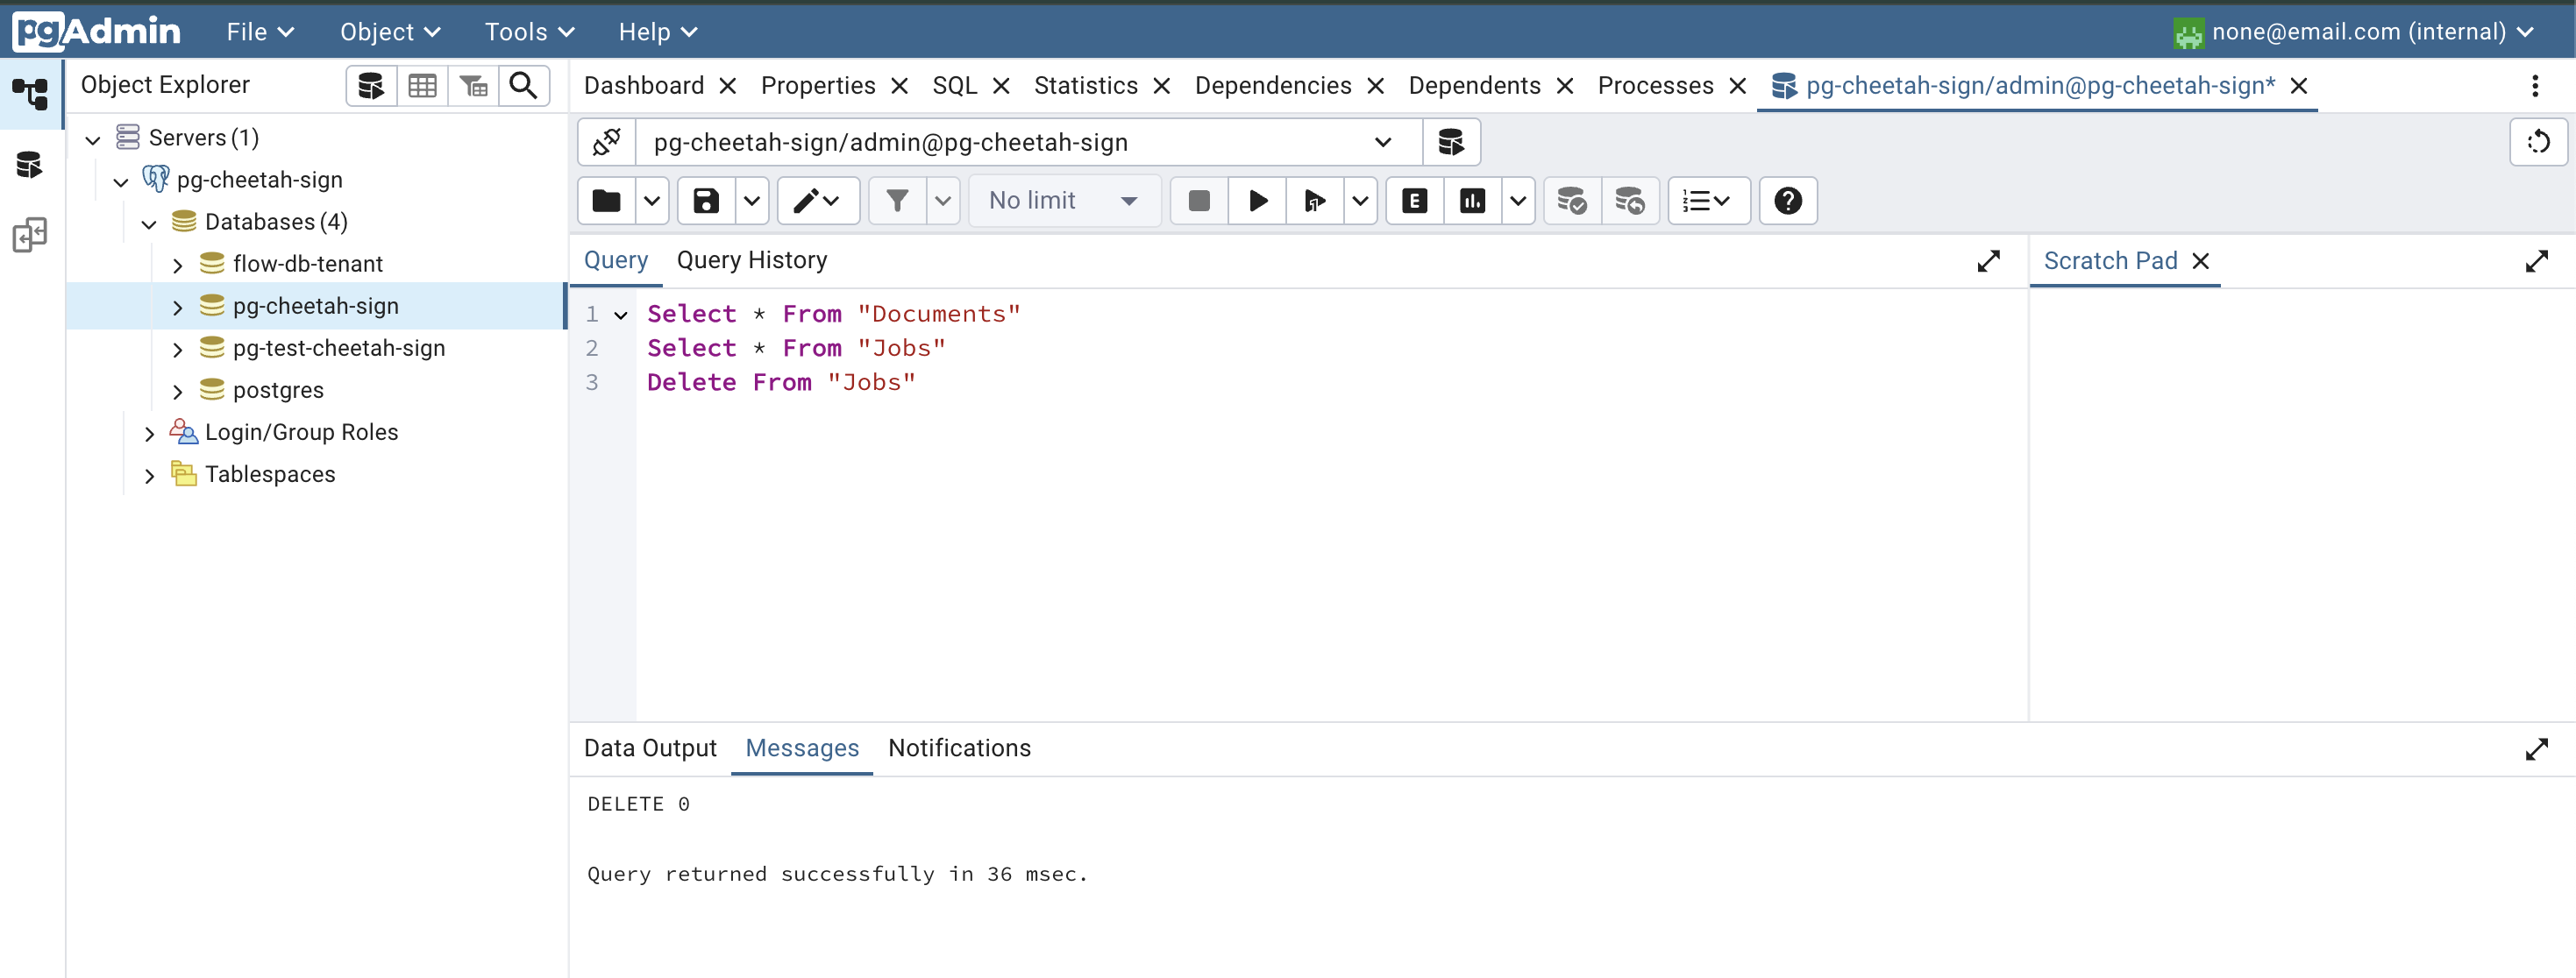 pgAdmin File Object Tools Help none@email.com (internal)
Object Explorer
Dashboard Properties SQL Statistics Dependencies Dependents Processes pg-cheetah-sign/admin@pg-cheetah-sign*
Servers (1)
pg-cheetah-sign
Databases (4)
flow-db-tenant
pg-cheetah-sign
pg-test-cheetah-sign
postgres
Login/Group Roles
Tablespaces
pg-cheetah-sign/admin@pg-cheetah-sign
No limit
E
Query Query History
Scratch Pad
1 Select * From "Documents"
2 Select * From "Jobs"
3 Delete From "Jobs"
Data Output Messages Notifications
DELETE 0
Query returned successfully in 36 msec.